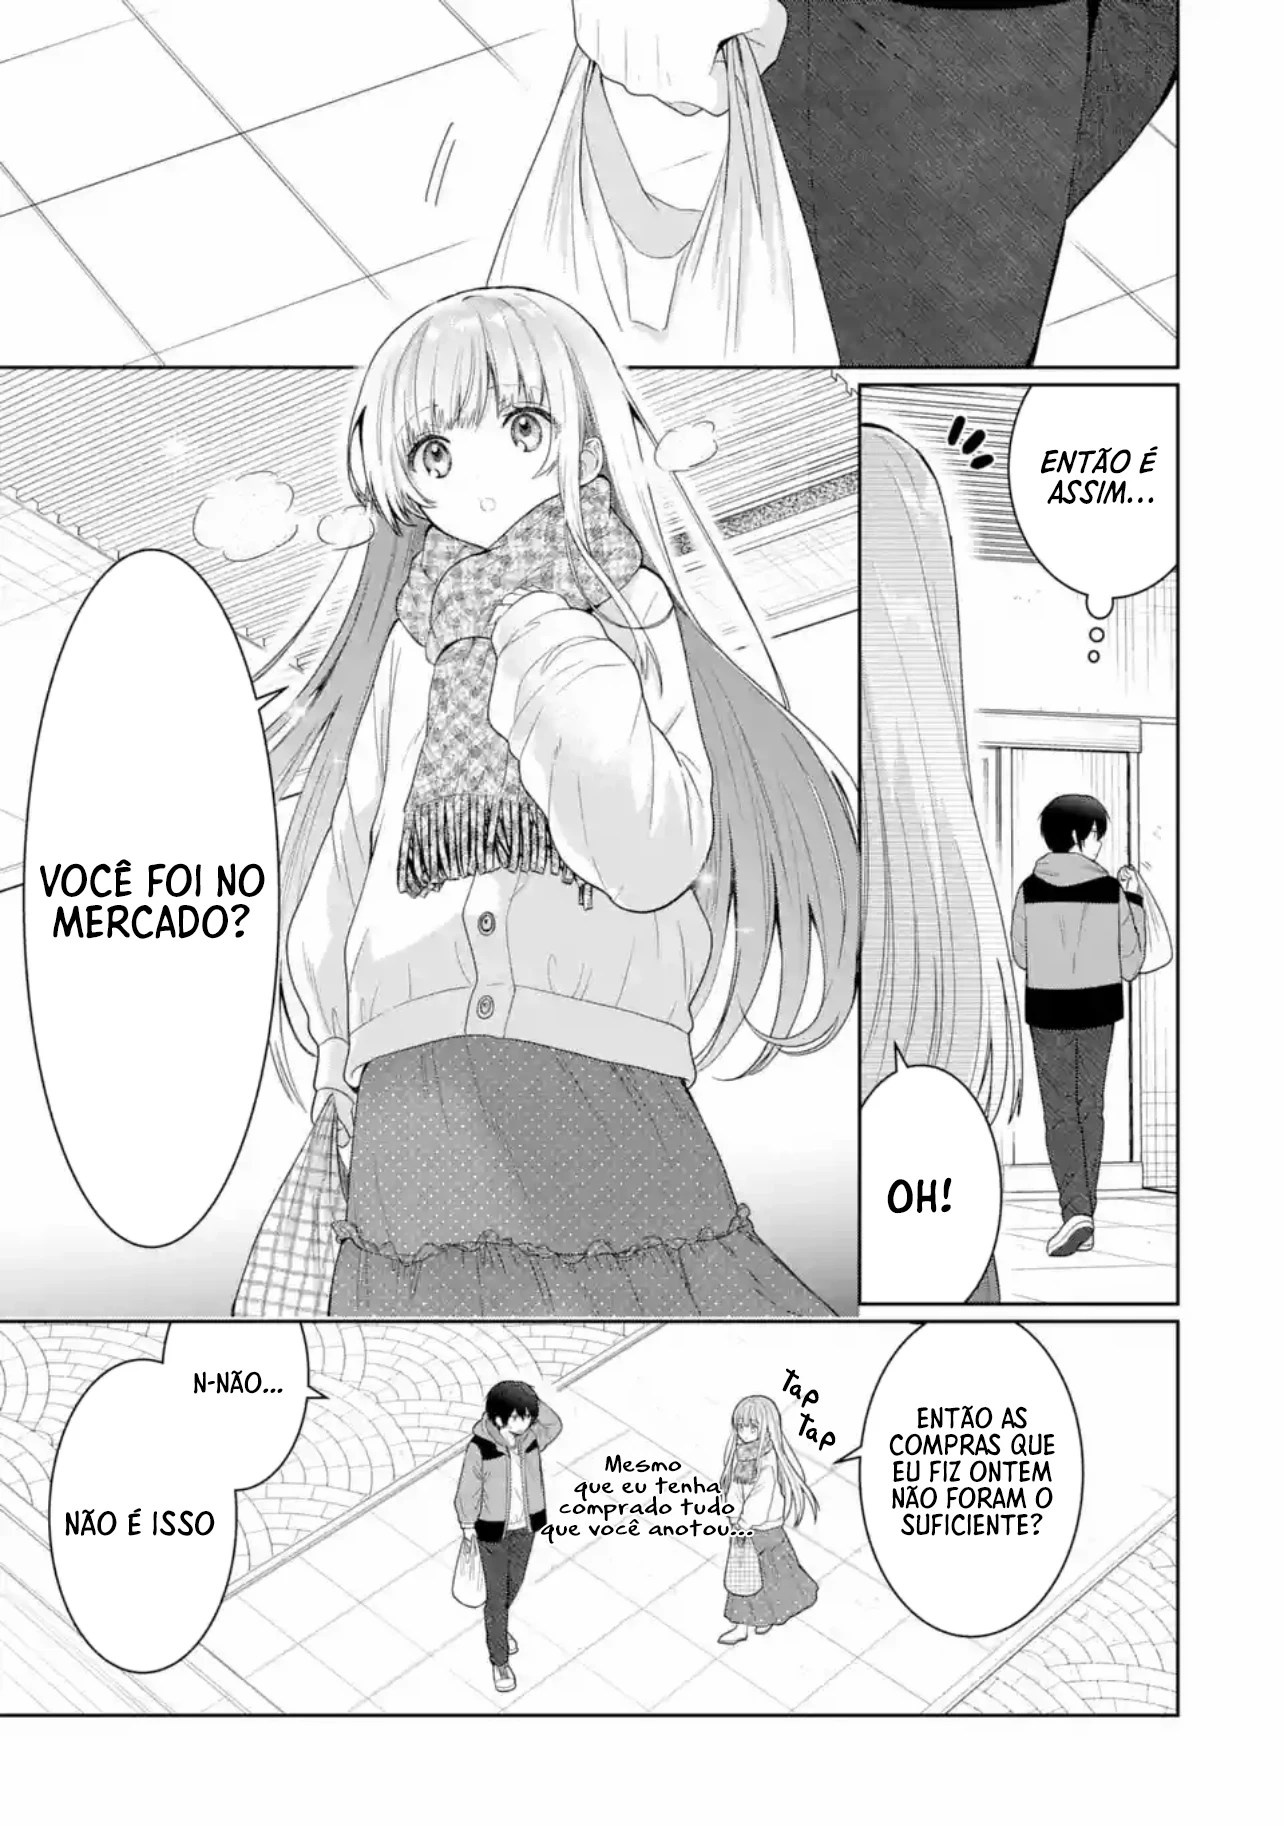 ENTÃO É
ASSIM...
OH!
VOCÊ FOI NO
MERCADO?
ENTÃO AS
COMPRAS QUE
EU FIZ ONTEM
NÃO FORAM O
SUFICIENTE?
tap
tap
Mesmo
que eu tenha
comprado tudo
que você anotou...
N-NÃO...
NÃO É ISSO